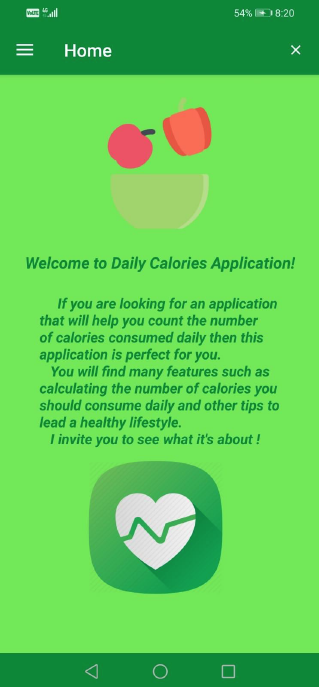 VoLTE 4G 54% 8:20
Home
Welcome to Daily Calories Application!
If you are looking for an application
that will help you count the number
of calories consumed daily then this
application is perfect for you.
You will find many features such as
calculating the number of calories you
should consume daily and other tips to
lead a healthy lifestyle.
I invite you to see what it's about !